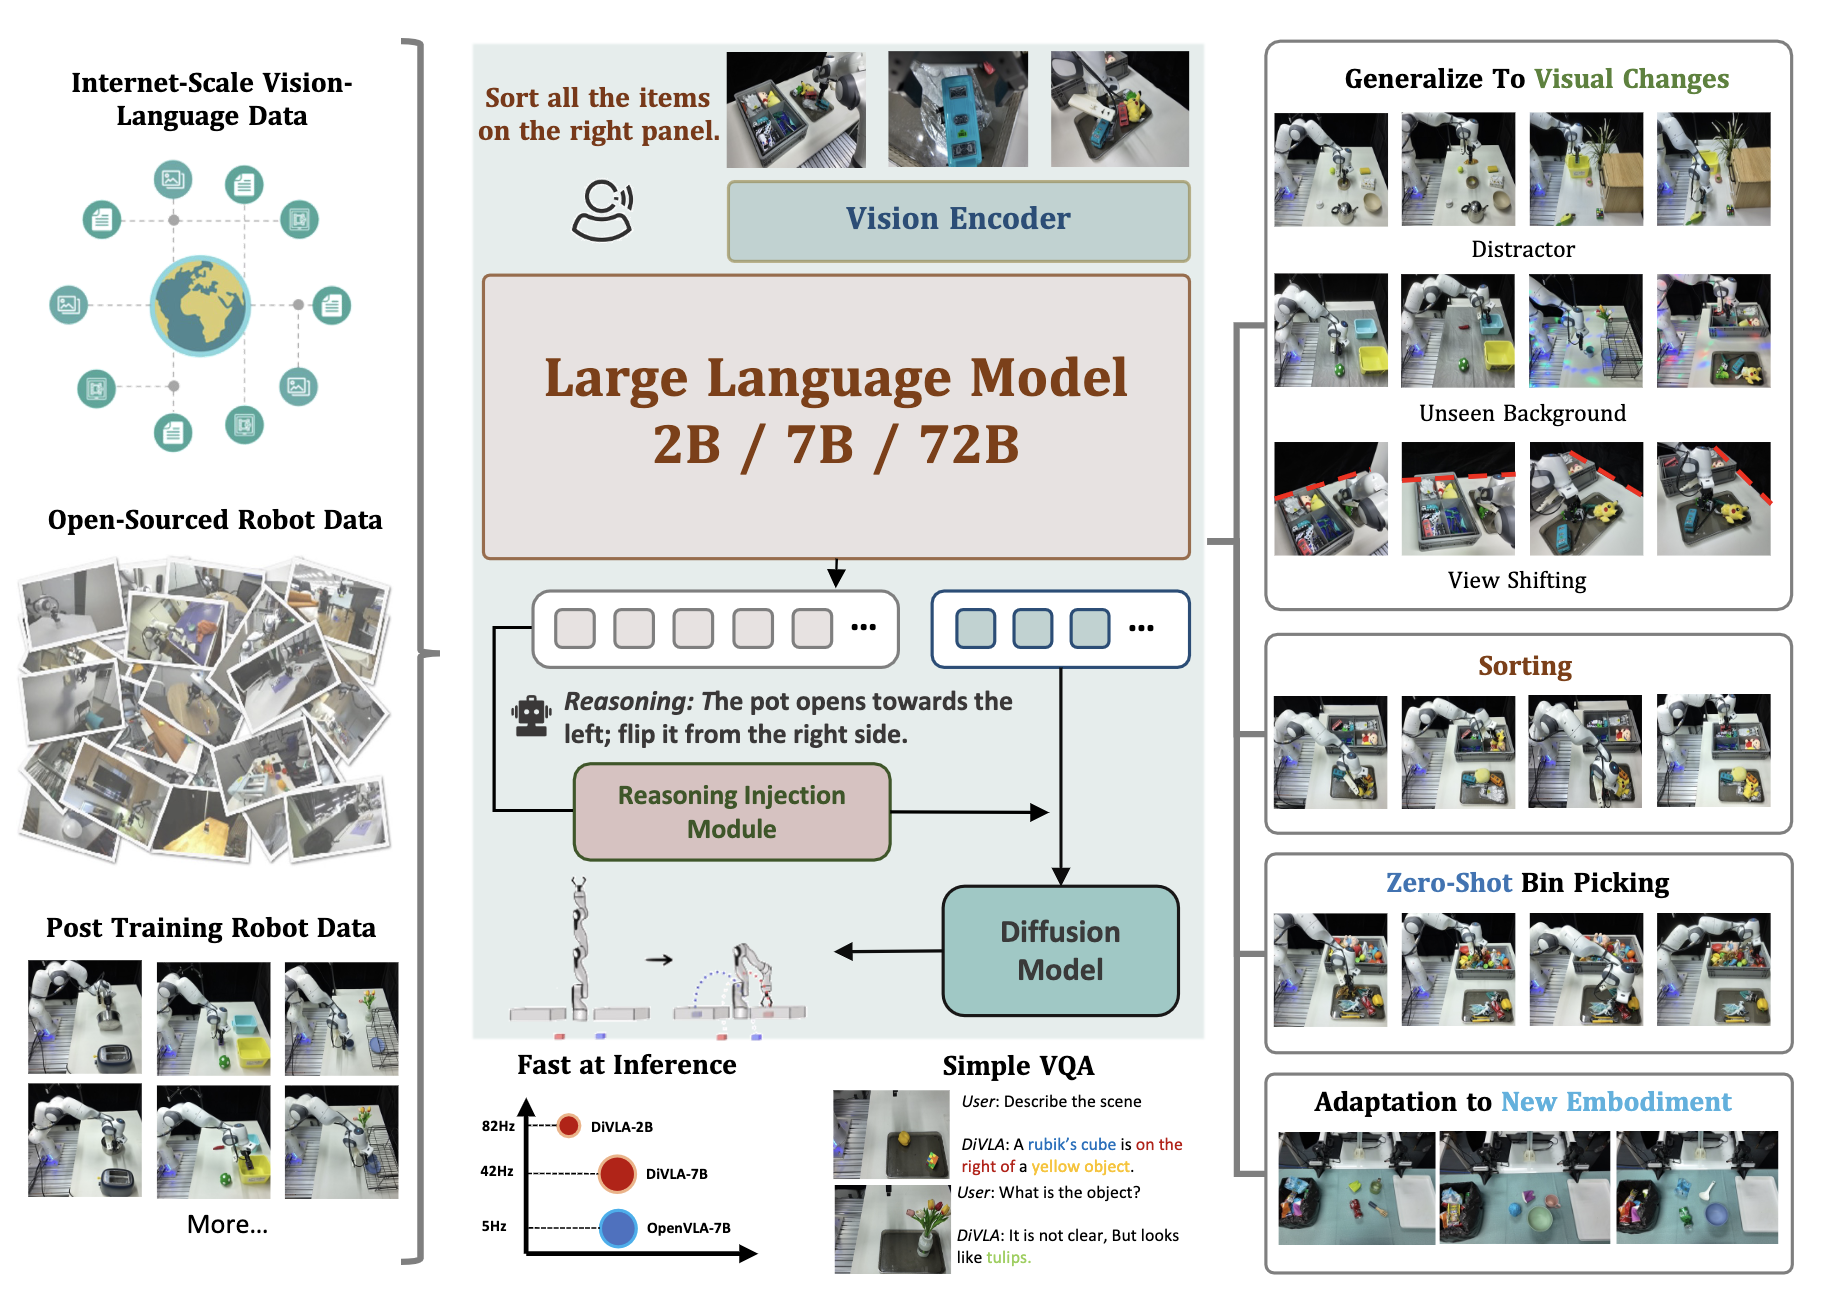 Internet-Scale Vision-
Language Data
Open-Sourced Robot Data
Post Training Robot Data
More...
Sort all the items
on the right panel.
Vision Encoder
Large Language Model
2B / 7B / 72B
...
...
Reasoning: The pot opens towards the
left; flip it from the right side.
Reasoning Injection
Module
Diffusion
Model
Fast at Inference
82Hz
DiVLA-2B
42Hz
DiVLA-7B
5Hz
OpenVLA-7B
Simple VQA
User: Describe the scene
DiVLA: A rubik's cube is on the
right of a yellow object.
User: What is the object?
DiVLA: It is not clear, But looks
like tulips.
Generalize To Visual Changes
Distractor
Unseen Background
View Shifting
Sorting
Zero-Shot Bin Picking
Adaptation to New Embodiment